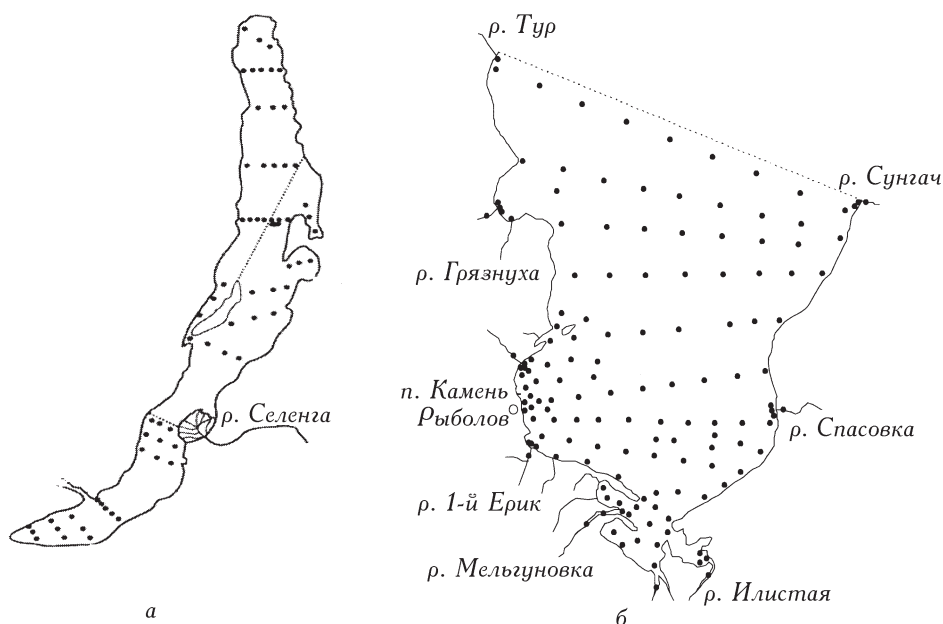 р. Тур
р. Сунгач
р. Грязнуха
п. Камень
Рыболов
р. Селенга
р. Спасовка
р. 1-й Ерик
р. Мельгуновка
р. Илистая
а
б